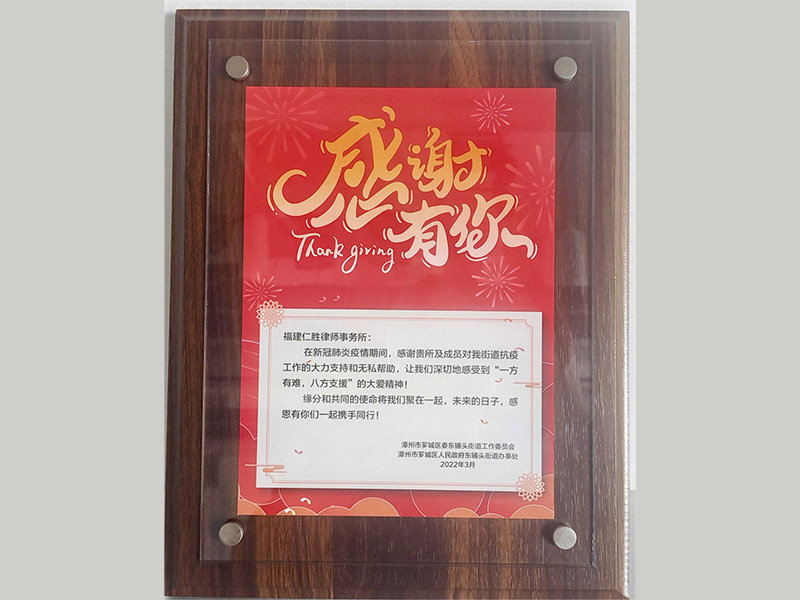 感谢
有你
Thank giving
福建仁胜律师事务所：
在新冠肺炎疫情期间，感谢贵所及成员对我街道抗疫
工作的大力支持和无私帮助，让我们深切地感受到“一方
有难，八方支援”的大爱精神！
缘分和共同的使命将我们聚在一起，未来的日子，感
恩有你们一起携手同行！
漳州市芗城区委东铺头街道工作委员会
漳州市芗城区人民政府东铺头街道办事处
2022年3月